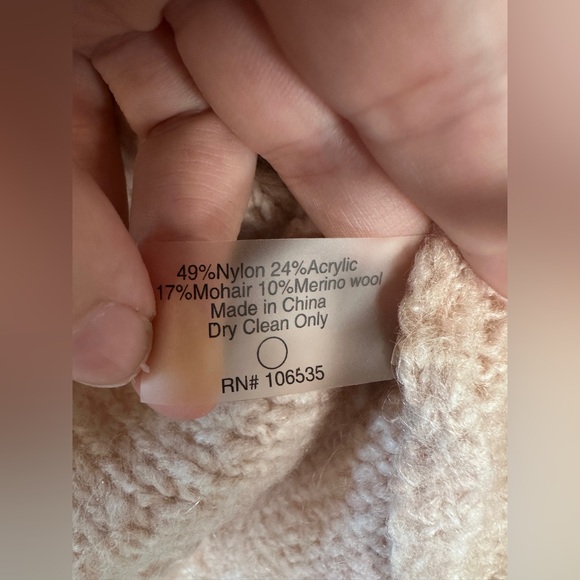 49%Nylon 24%Acrylic
17%Mohair 10%Merino wool
Made in China
Dry Clean Only
RN# 106535